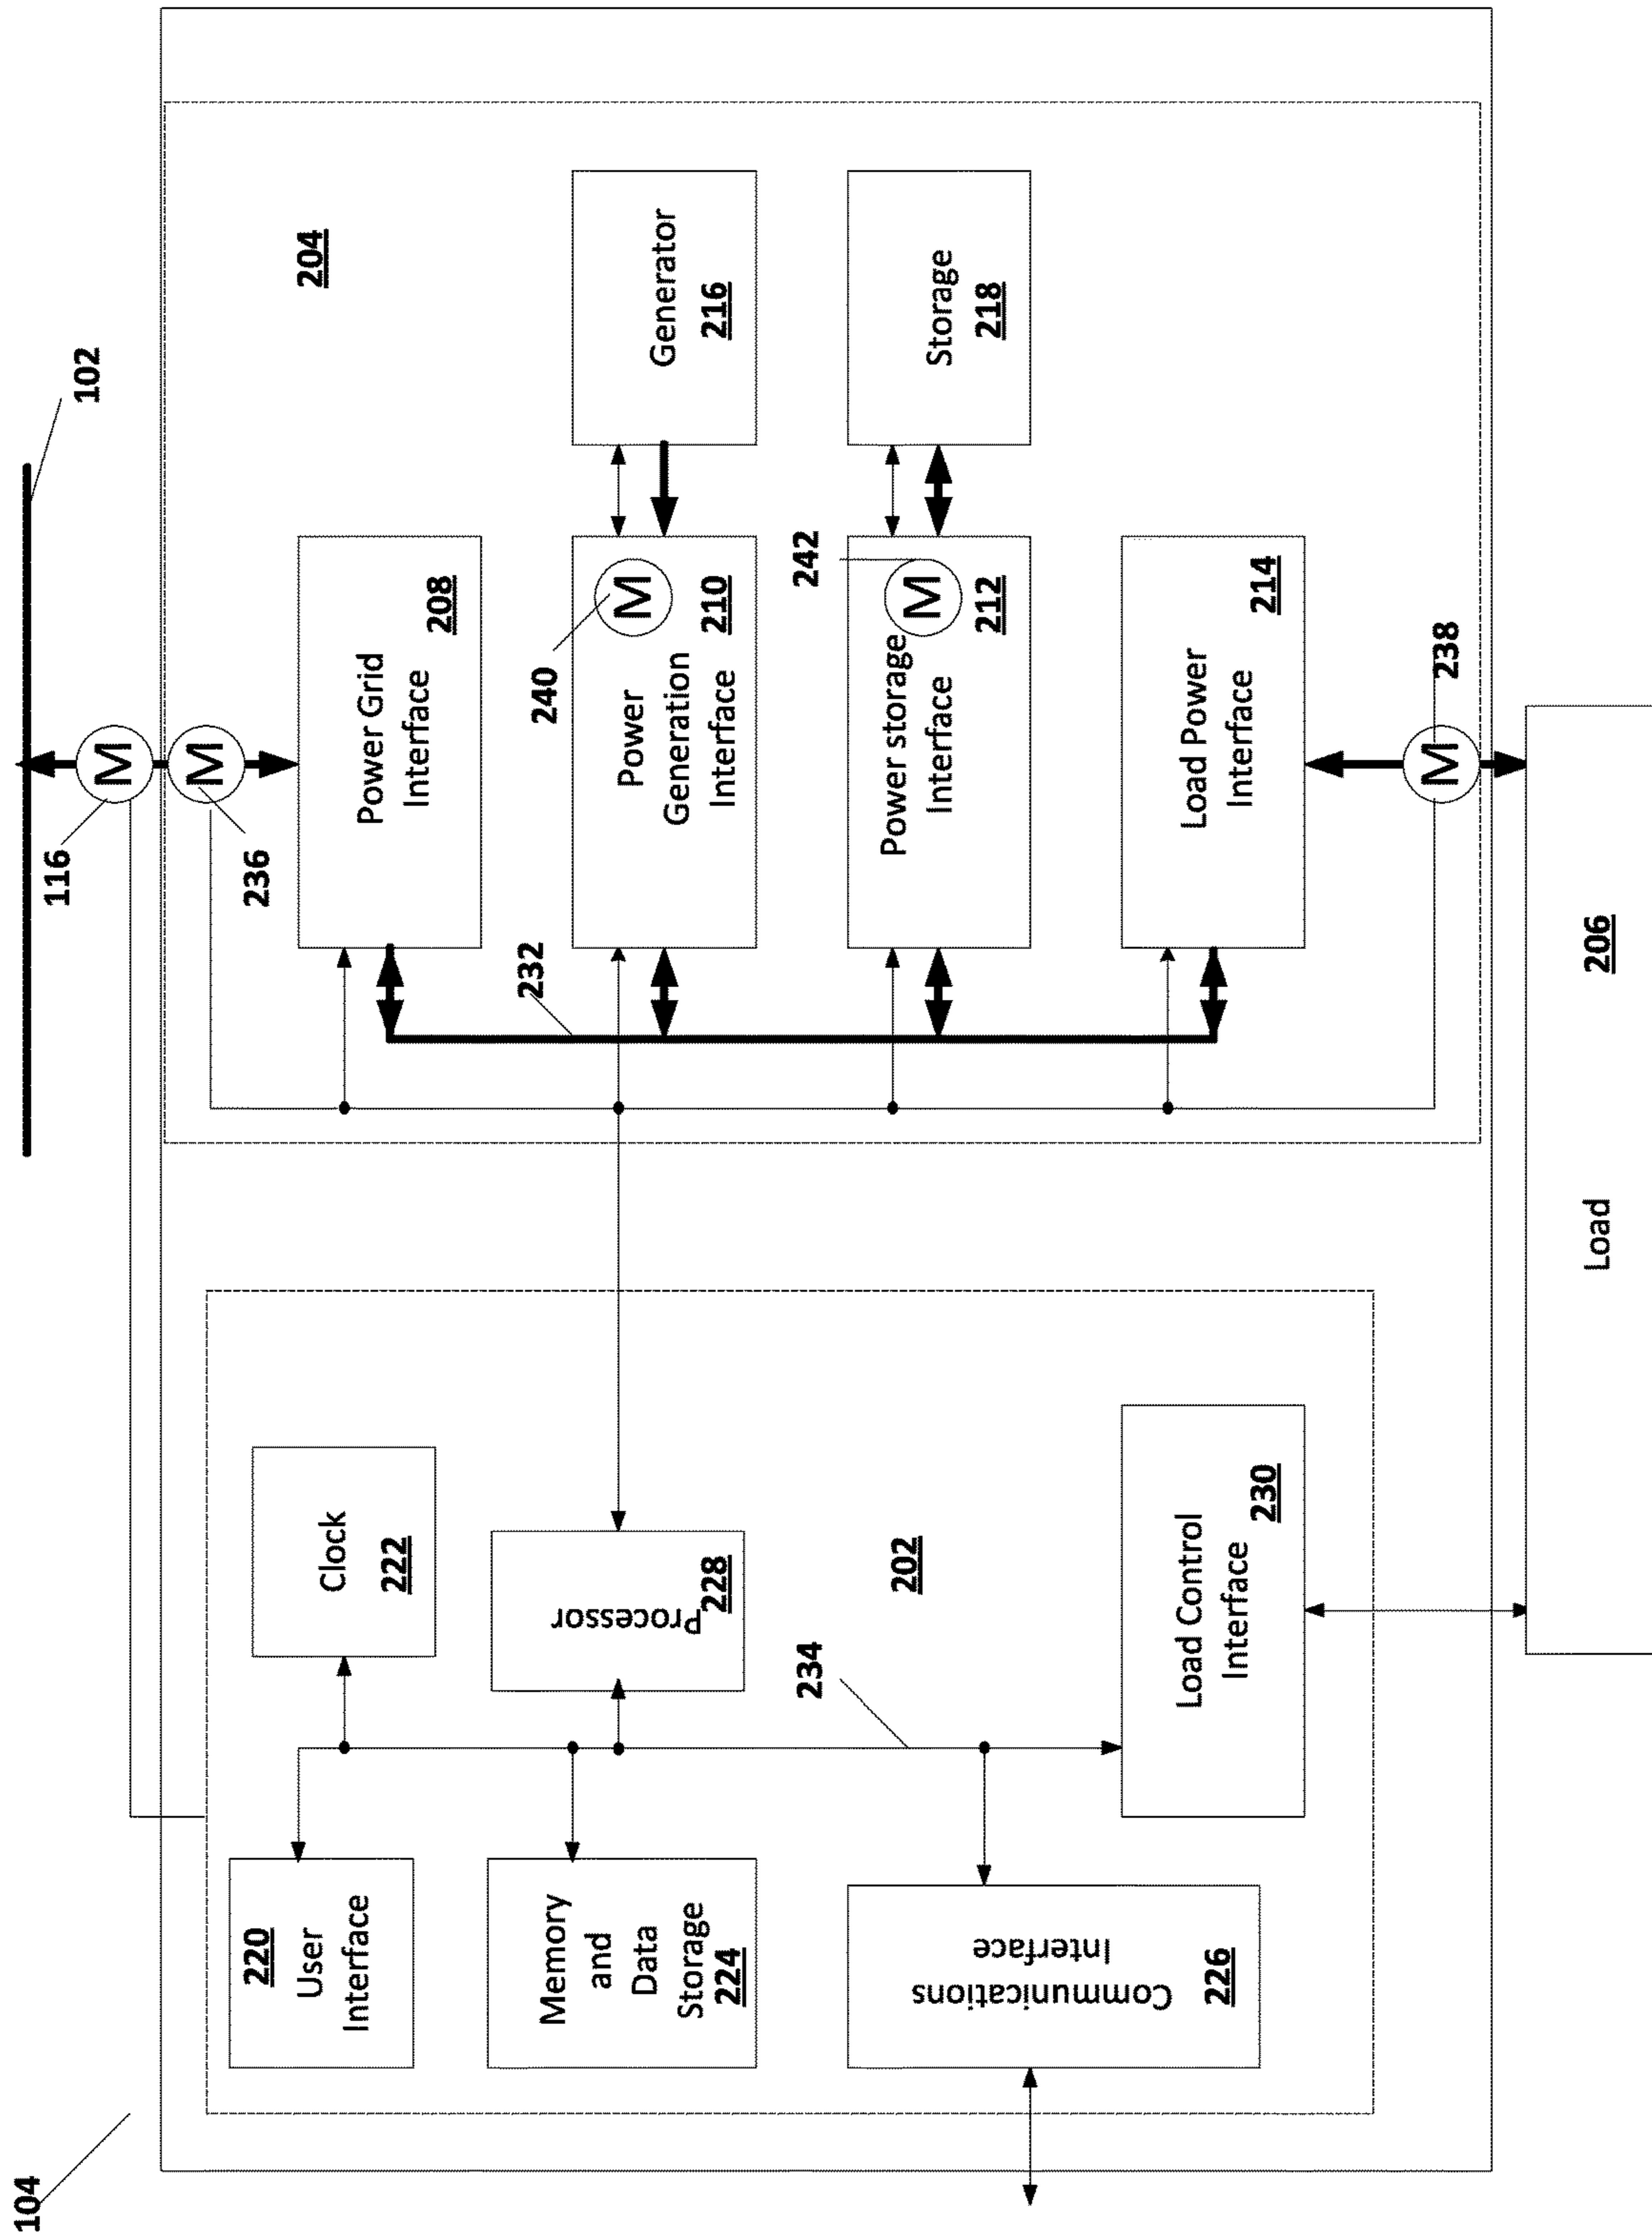 104
102
116
236
204
Power Grid
Interface
208
220
User
Interface
Clock
222
232
240
Power
Generation
Interface
210
M
M
M
Generator
216
Memory
and
Data
Storage
224
Processor
228
202
234
242
Power storage
Interface
212
M
Storage
218
Communications
Interface
226
Load Control
Interface
230
Load Power
Interface
214
M
238
Load
206